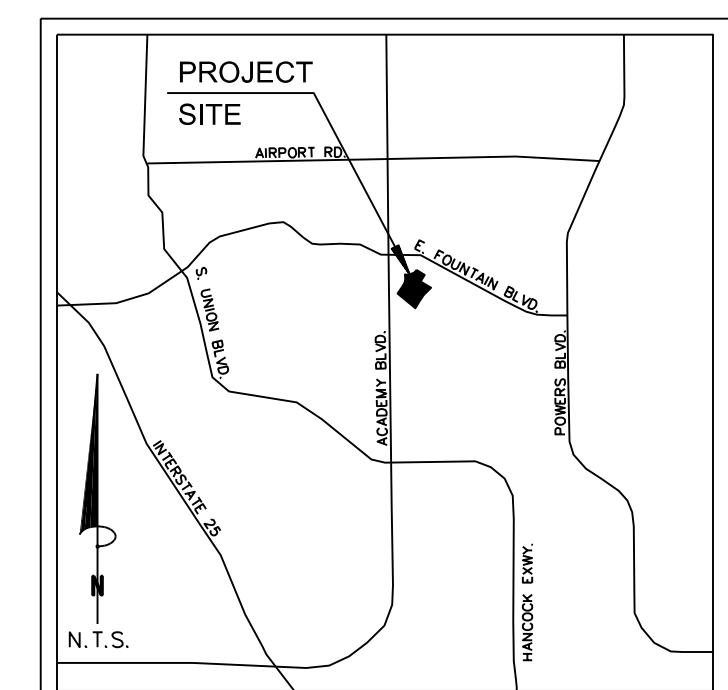 PROJECT
SITE
AIRPORT RD.
E. FOUNTAIN BLVD.
S. UNION BLVD.
ACADEMY BLVD.
POWERS BLVD.
INTERSTATE 25
HANCOCK EXWY.
N
N.T.S.